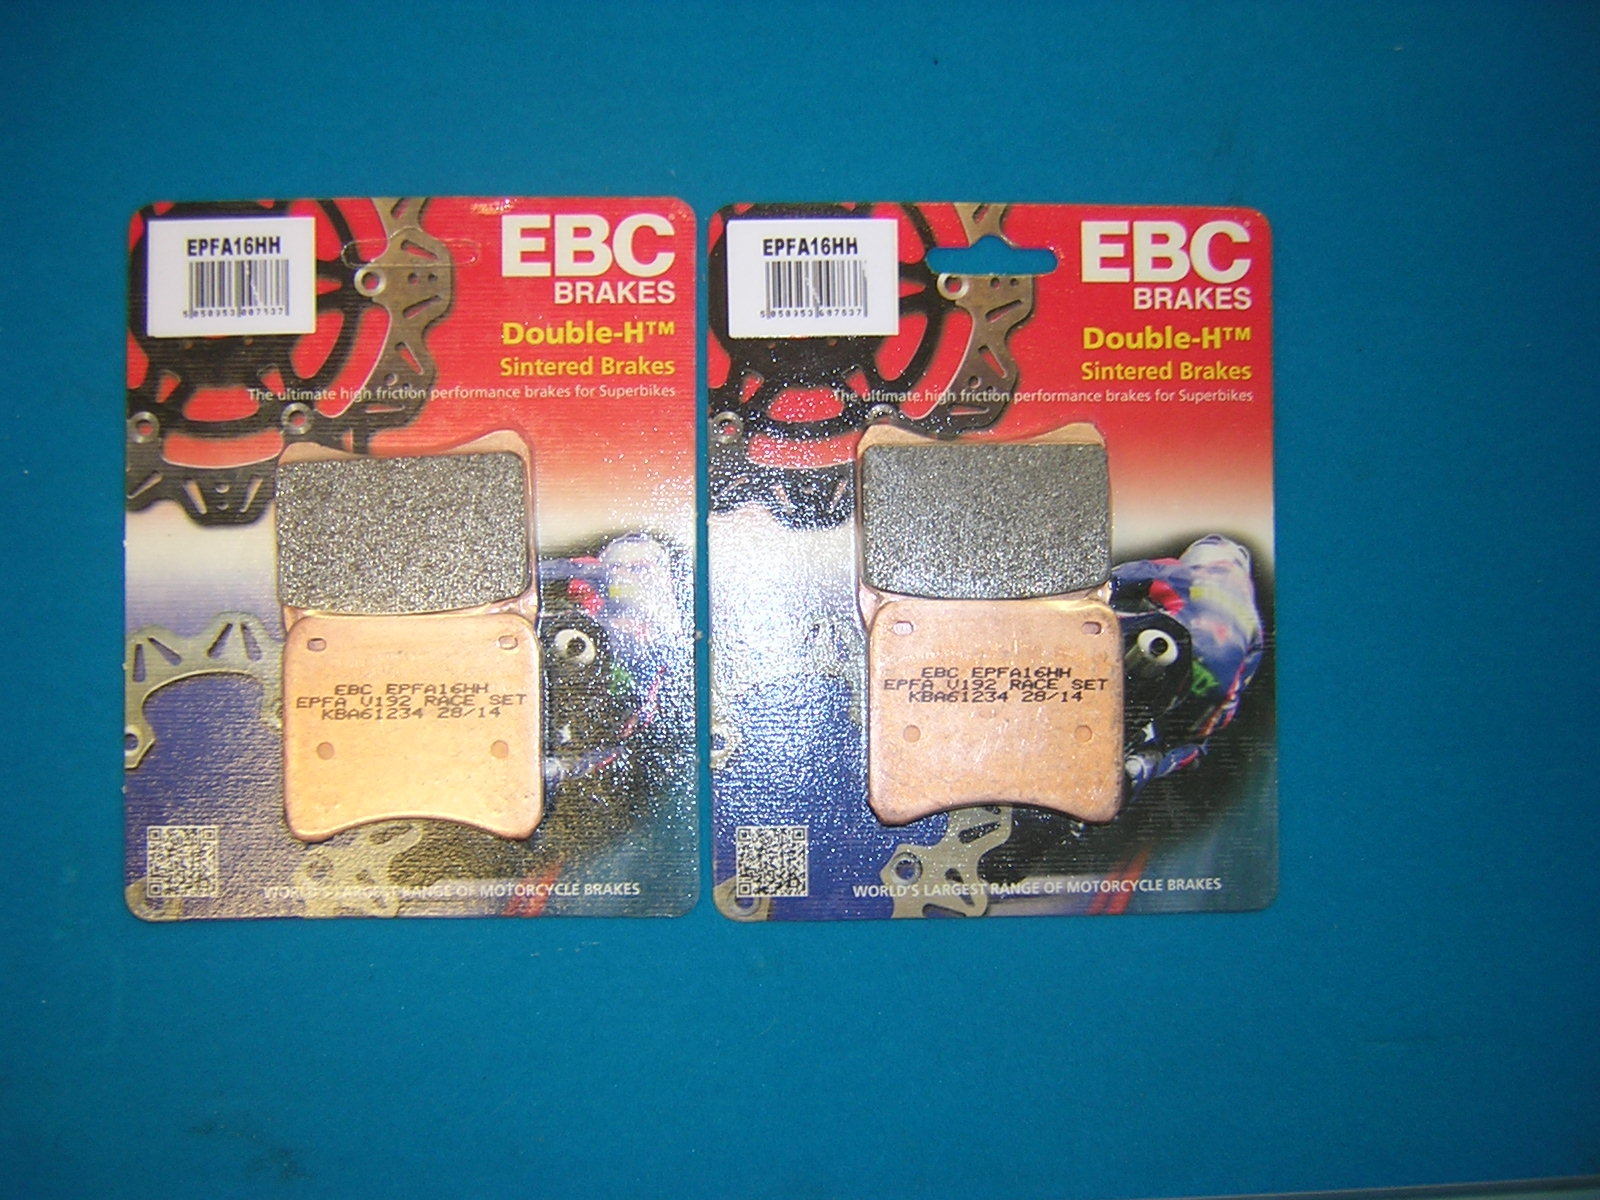 EPFA16HH
EBC
BRAKES
Double-H™
Sintered Brakes
The ultimate high friction performance brakes for Superbikes
EBC EPFA16HH
EPFA V192 RACE SET
KBA61234 28/14
WORLD'S LARGEST RANGE OF MOTORCYCLE BRAKES
EPFA16HH
EBC
BRAKES
Double-H™
Sintered Brakes
The ultimate high friction performance brakes for Superbikes
EBC EPFA16HH
EPFA V192 RACE SET
KBA61234 28/14
WORLD'S LARGEST RANGE OF MOTORCYCLE BRAKES